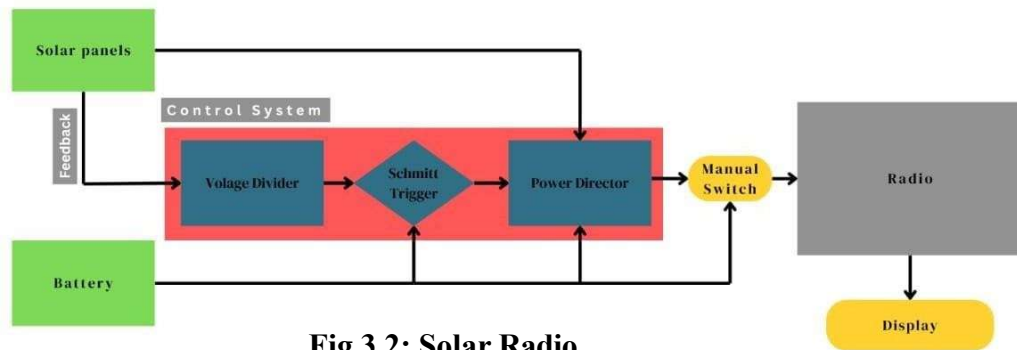 Solar panels
Feedback
Control System
Volage Divider
Schmitt
Trigger
Power Director
Manual
Switch
Radio
Battery
Display
Fig 3.2: Solar Radio